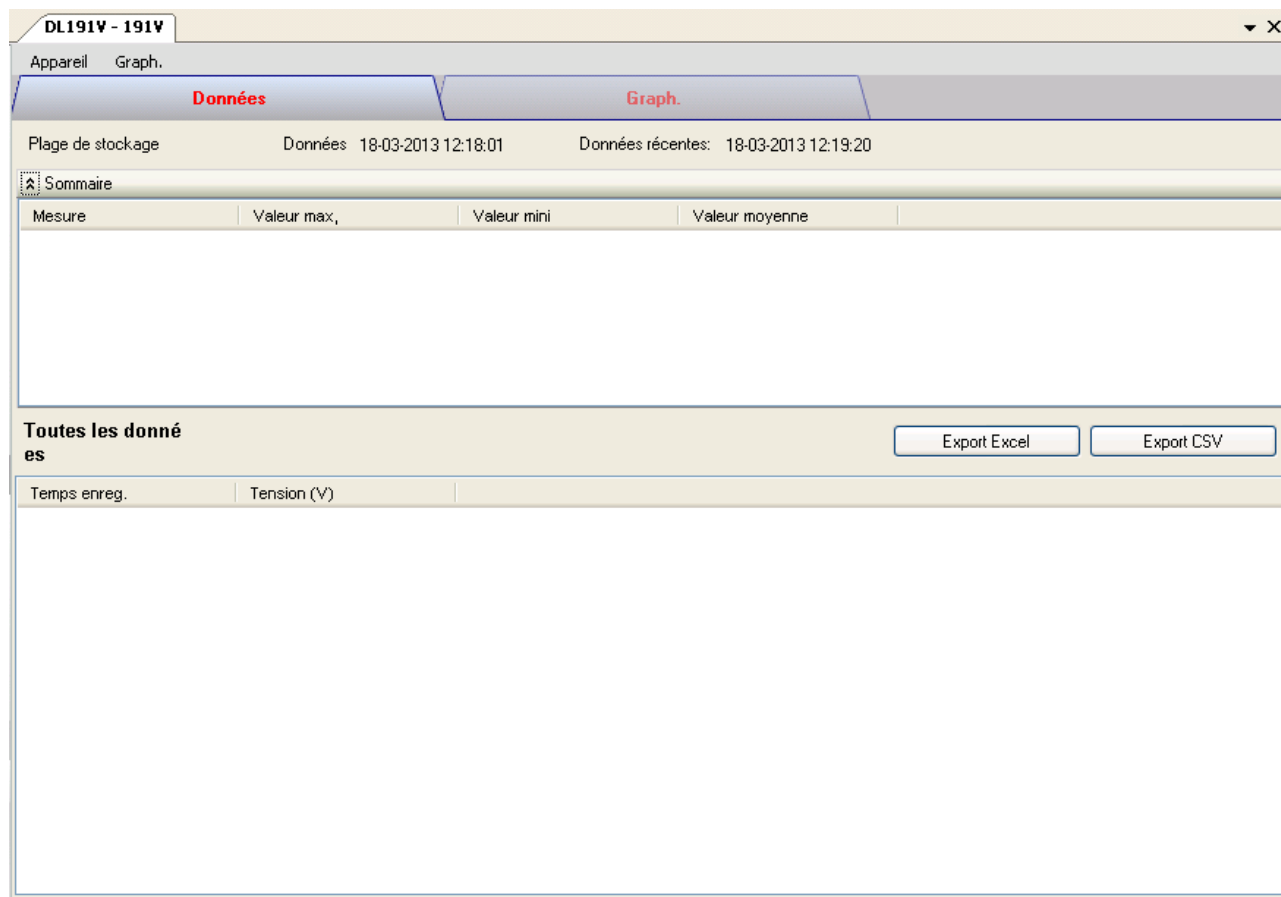 DL191V - 191V
Appareil Graph.
Données Graph.
Plage de stockage Données 18-03-2013 12:18:01 Données récentes: 18-03-2013 12:19:20
Sommaire
Mesure Valeur max, Valeur mini Valeur moyenne
Toutes les donné
es
Export Excel Export CSV
Temps enreg. Tension (V)